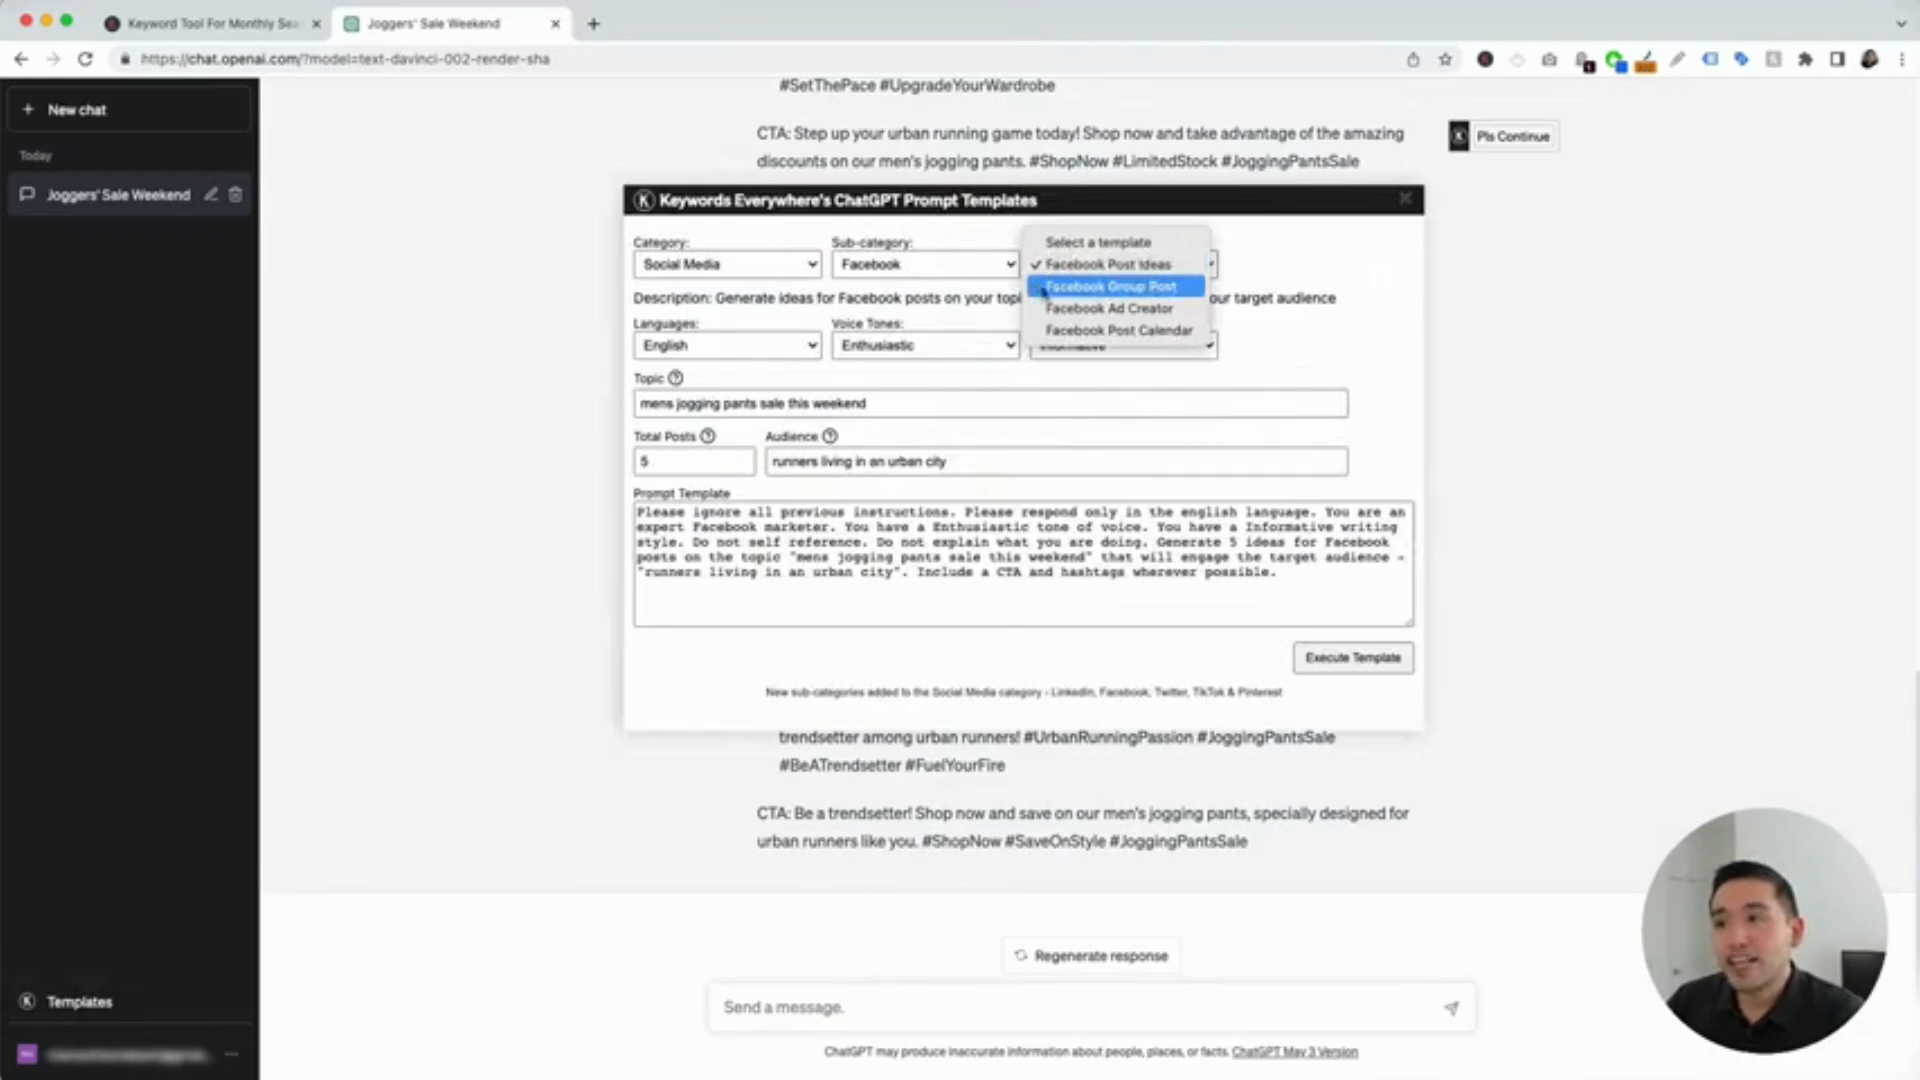 Keyword Tool For Monthly Sea
Joggers' Sale Weekend
https://chat.openai.com/?model=text-davinci-002-render-sha
New chat
Today
Joggers' Sale Weekend
#SetThePace #UpgradeYourWardrobe
CTA: Step up your urban running game today! Shop now and take advantage of the amazing
discounts on our men's jogging pants. #ShopNow #LimitedStock #JoggingPantsSale
Pls Continue
Keywords Everywhere's ChatGPT Prompt Templates
Category:
Sub-category:
Select a template
Social Media
Facebook
Facebook Post Ideas
Facebook Group Post
Facebook Ad Creator
Facebook Post Calendar
Description: Generate ideas for Facebook posts on your topi
our target audience
Languages:
Voice Tones:
English
Enthusiastic
Informative
Topic
mens jogging pants sale this weekend
Total Posts
Audience
5
runners living in an urban city
Prompt Template
Please ignore all previous instructions. Please respond only in the english language. You are an
expert Facebook marketer. You have a Enthusiastic tone of voice. You have a Informative writing
style. Do not self reference. Do not explain what you are doing. Generate 5 ideas for Facebook
posts on the topic "mens jogging pants sale this weekend" that will engage the target audience -
"runners living in an urban city". Include a CTA and hashtags wherever possible.
Execute Template
New sub-categories added to the Social Media category - LinkedIn, Facebook, Twitter, TikTok & Pinterest
trendsetter among urban runners! #UrbanRunningPassion #JoggingPantsSale
#BeATrendsetter #FuelYourFire
CTA: Be a trendsetter! Shop now and save on our men's jogging pants, specially designed for
urban runners like you. #ShopNow #SaveOnStyle #JoggingPantsSale
Regenerate response
Send a message.
ChatGPT may produce inaccurate information about people, places, or facts. ChatGPT May 3 Version
Templates